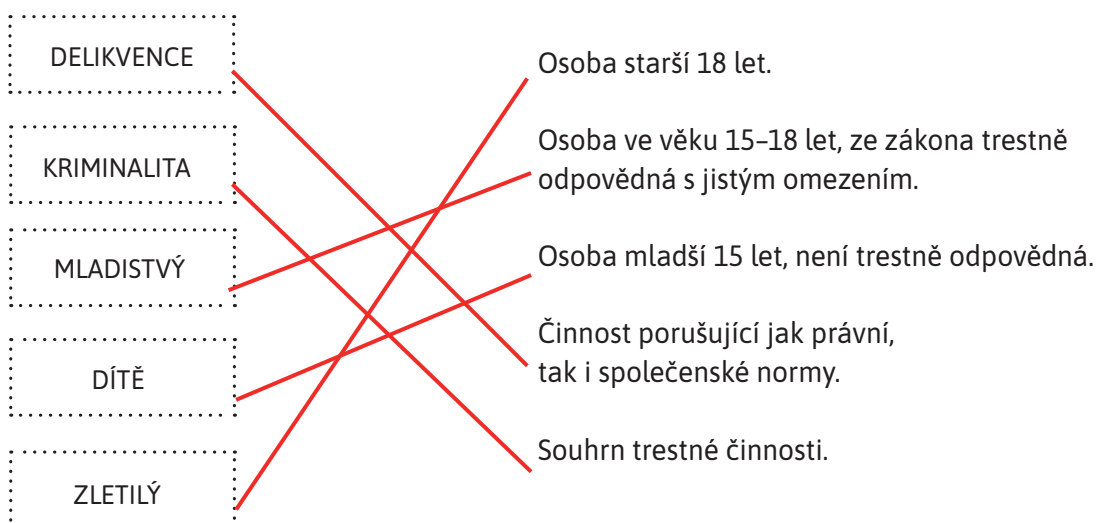 DELIKVENCE
KRIMINALITA
MLADISTVÝ
DÍTĚ
ZLETILÝ
Osoba starší 18 let.
Osoba ve věku 15–18 let, ze zákona trestně
odpovědná s jistým omezením.
Osoba mladší 15 let, není trestně odpovědná.
Činnost porušující jak právní,
tak i společenské normy.
Souhrn trestné činnosti.